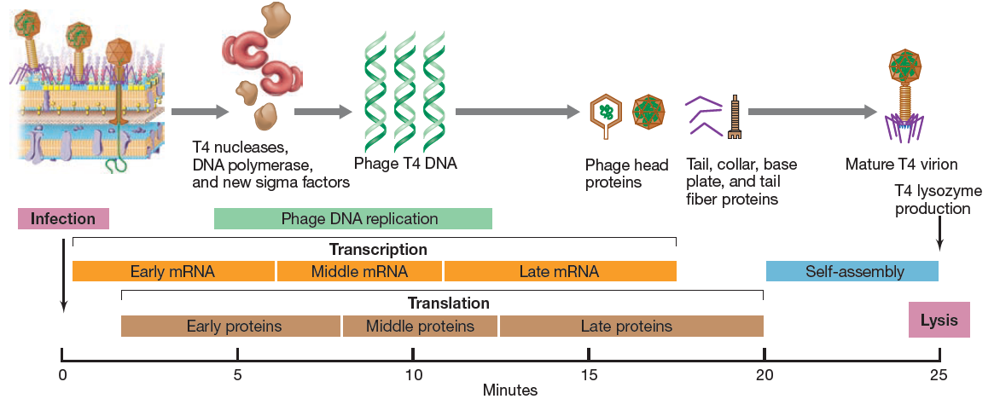 T4 nucleases,
DNA polymerase,
and new sigma factors
Phage T4 DNA
Phage head
proteins
Tail, collar, base
plate, and tail
fiber proteins
Mature T4 virion
T4 lysozyme
production
Infection
Phage DNA replication
Transcription
Early mRNA
Middle mRNA
Late mRNA
Self-assembly
Translation
Early proteins
Middle proteins
Late proteins
Lysis
0
5
10
15
20
25
Minutes